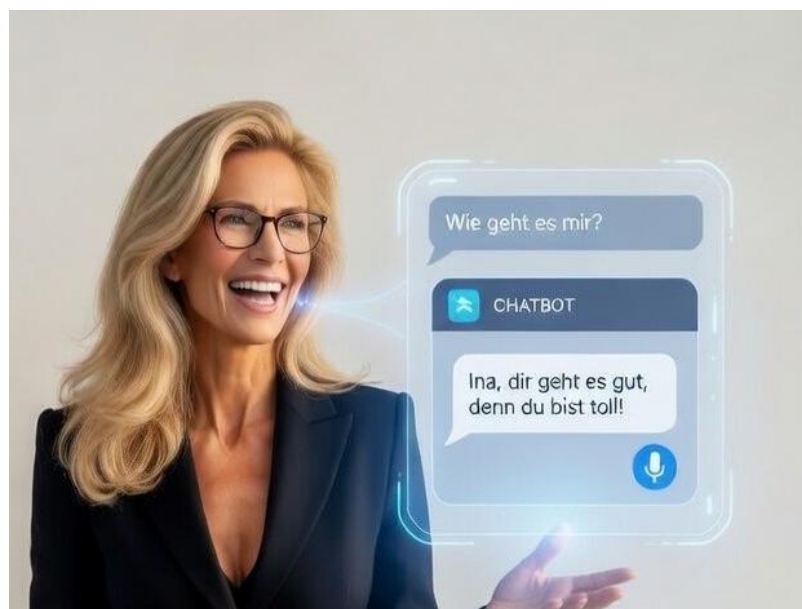 Wie geht es mir?
CHATBOT
Ina, dir geht es gut,
denn du bist toll!